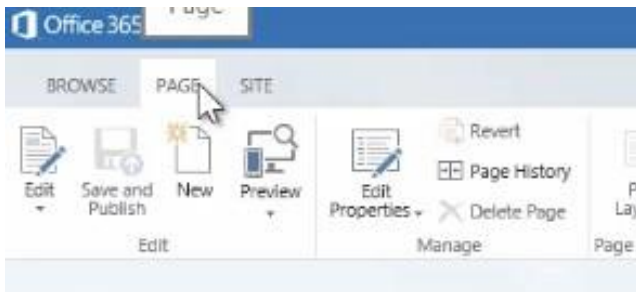 Page
Office 365
BROWSE PAGE SITE
Edit
Save and
Publish
New
Preview
Edit
Edit
Properties
Revert
Page History
Delete Page
Manage
Page